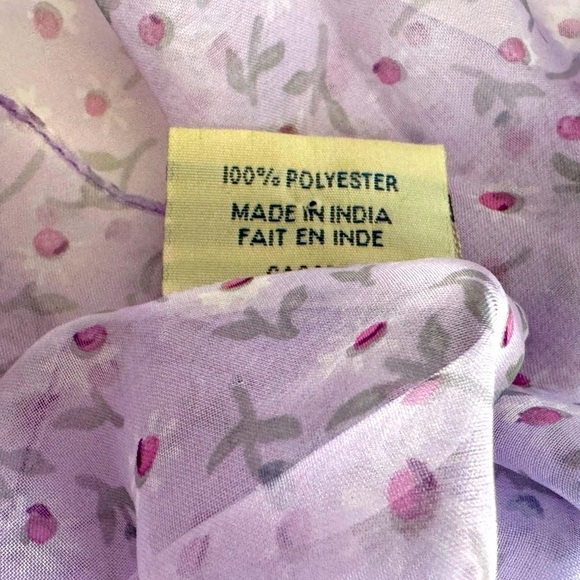 100% POLYESTER
MADE IN INDIA
FAIT EN INDE